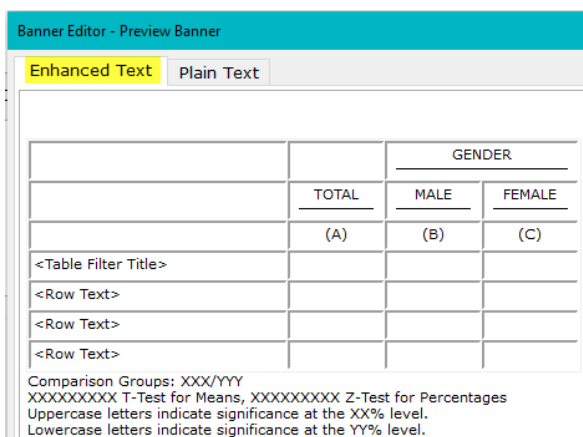 Banner Editor - Preview Banner
Enhanced Text Plain Text
GENDER
TOTAL MALE FEMALE
(A) (B) (C)
<Table Filter Title>
<Row Text>
<Row Text>
<Row Text>
Comparison Groups: XXX/YYY
XXXXXXXXX T-Test for Means, XXXXXXXXX Z-Test for Percentages
Uppercase letters indicate significance at the XX% level.
Lowercase letters indicate significance at the YY% level.